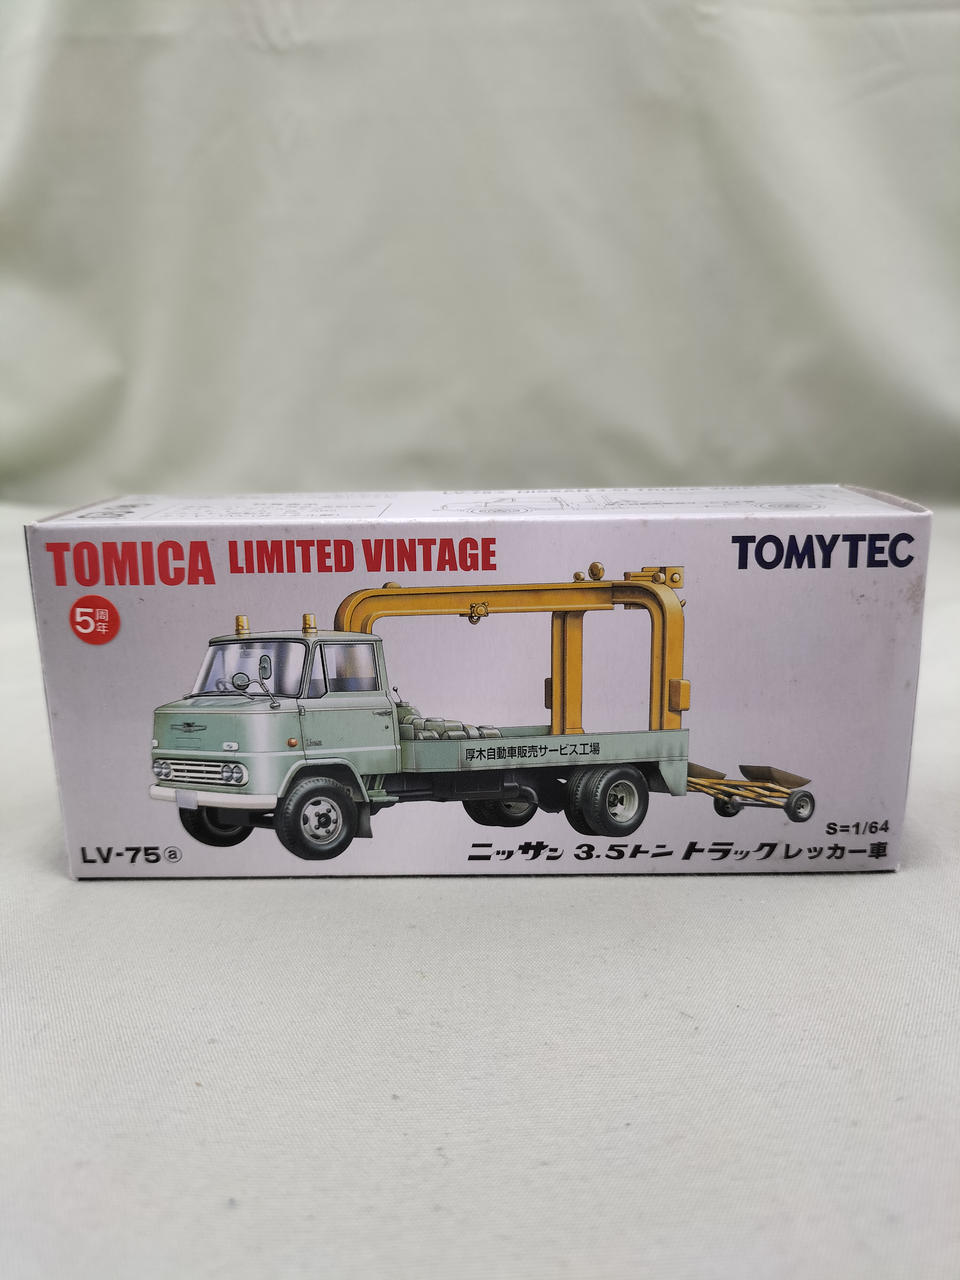 TOMICA LIMITED VINTAGE
TOMYTEC
5周年
厚木自動車販売サービス工場
S=1/64
LV-75ⓐ
ニッサン 3.5トン トラック レッカー車